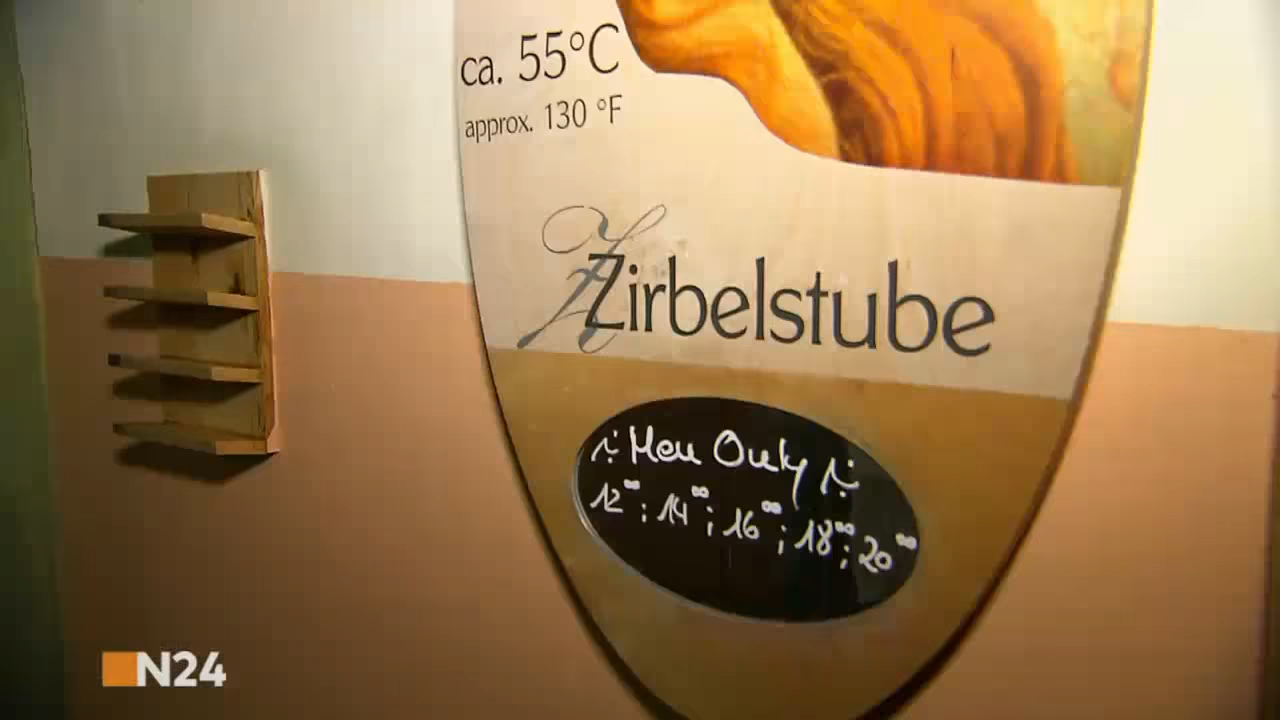 ca. 55°C
approx. 130 °F
Zirbelstube
Men Only
12⁰⁰; 14⁰⁰; 16⁰⁰; 18⁰⁰; 20⁰⁰
N24